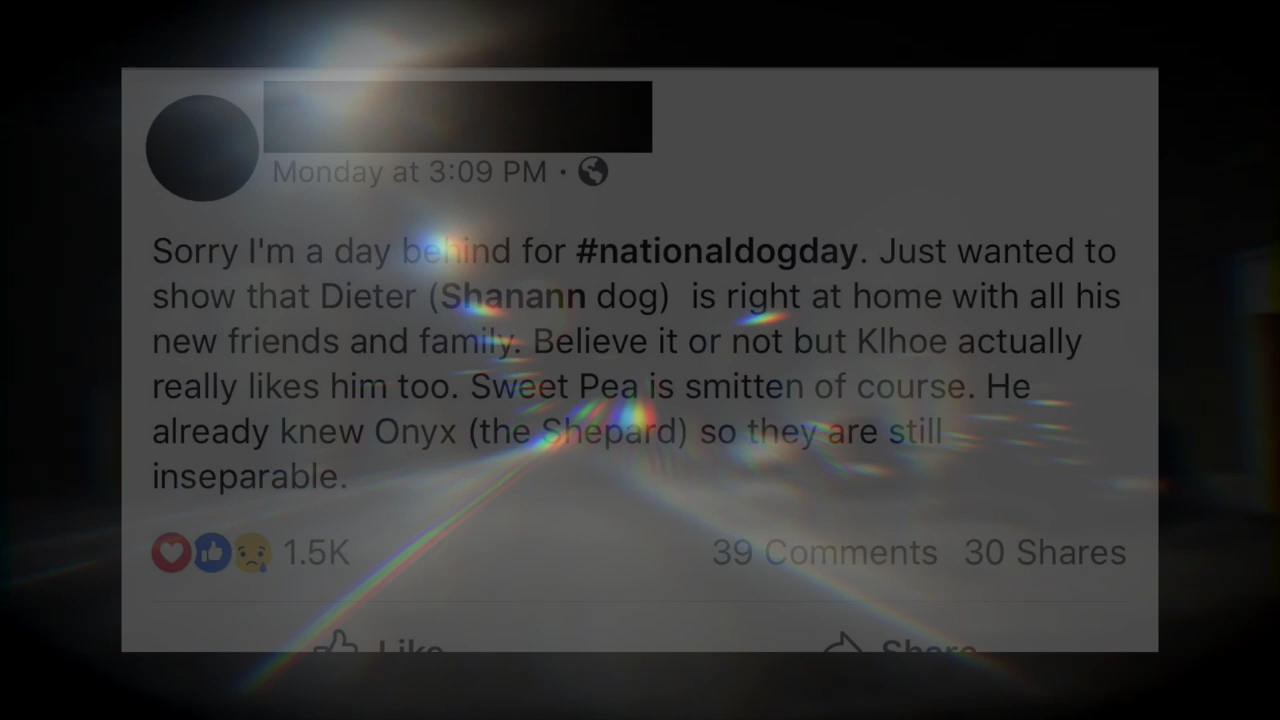 Monday at 3:09 PM ·
Sorry I'm a day behind for #nationaldogday. Just wanted to
show that Dieter (Shanann dog)  is right at home with all his
new friends and family. Believe it or not but Klhoe actually
really likes him too. Sweet Pea is smitten of course. He
already knew Onyx (the Shepard) so they are still
inseparable.
1.5K 39 Comments 30 Shares
Like Share